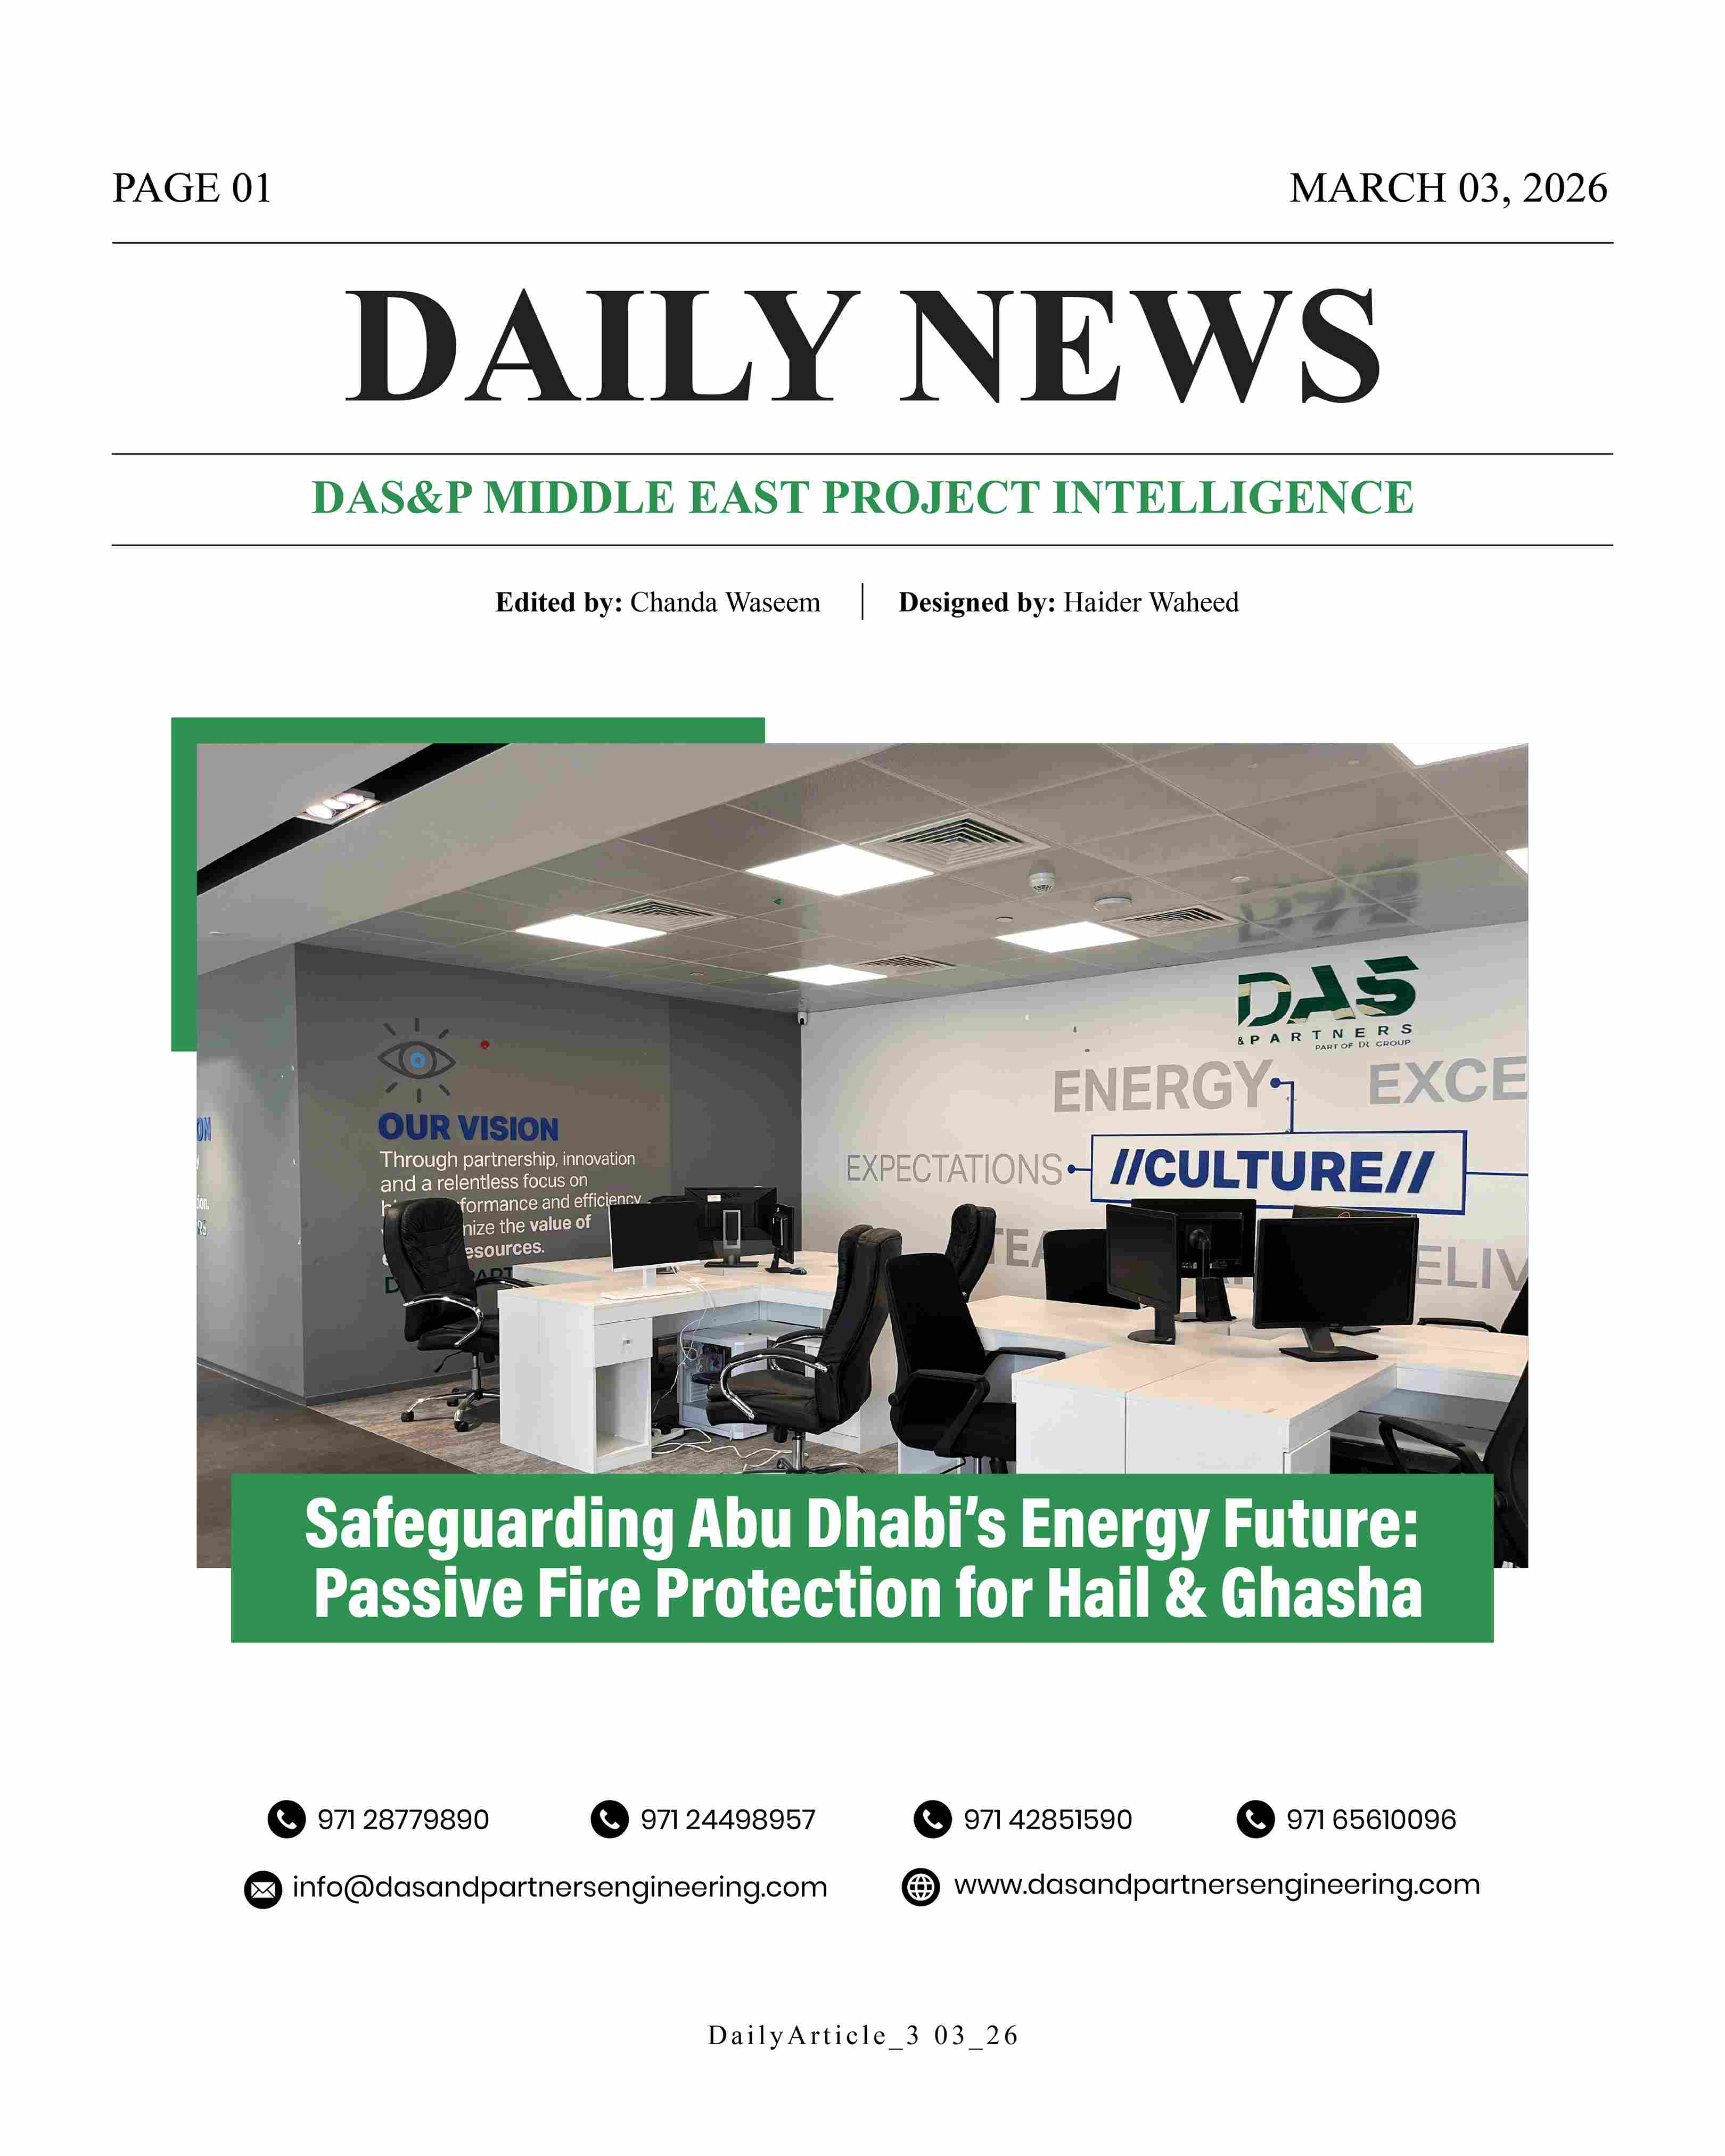 PAGE 01
MARCH 03, 2026
DAILY NEWS
DAS&P MIDDLE EAST PROJECT INTELLIGENCE
Edited by: Chanda Waseem
Designed by: Haider Waheed
DAS
& PARTNERS
PART OF DC GROUP
ENERGY
EXCE
//CULTURE//
EXPECTATIONS
TEA
ELIV
ON
OUR VISION
Through partnership, innovation
and a relentless focus on
formance and efficiency
nize the value of
esources.
Safeguarding Abu Dhabi's Energy Future:
Passive Fire Protection for Hail & Ghasha
971 28779890
971 24498957
971 42851590
971 65610096
info@dasandpartnersengineering.com
www.dasandpartnersengineering.com
DailyArticle_3 03_26